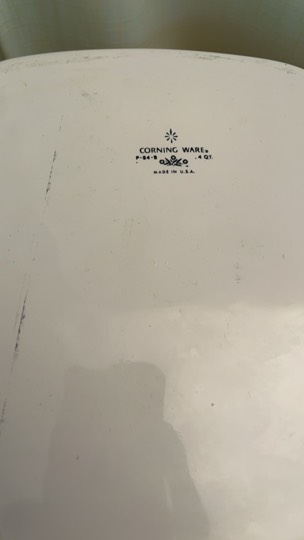 CORNING WARE®
P-84-B 4 QT.
MADE IN U.S.A.